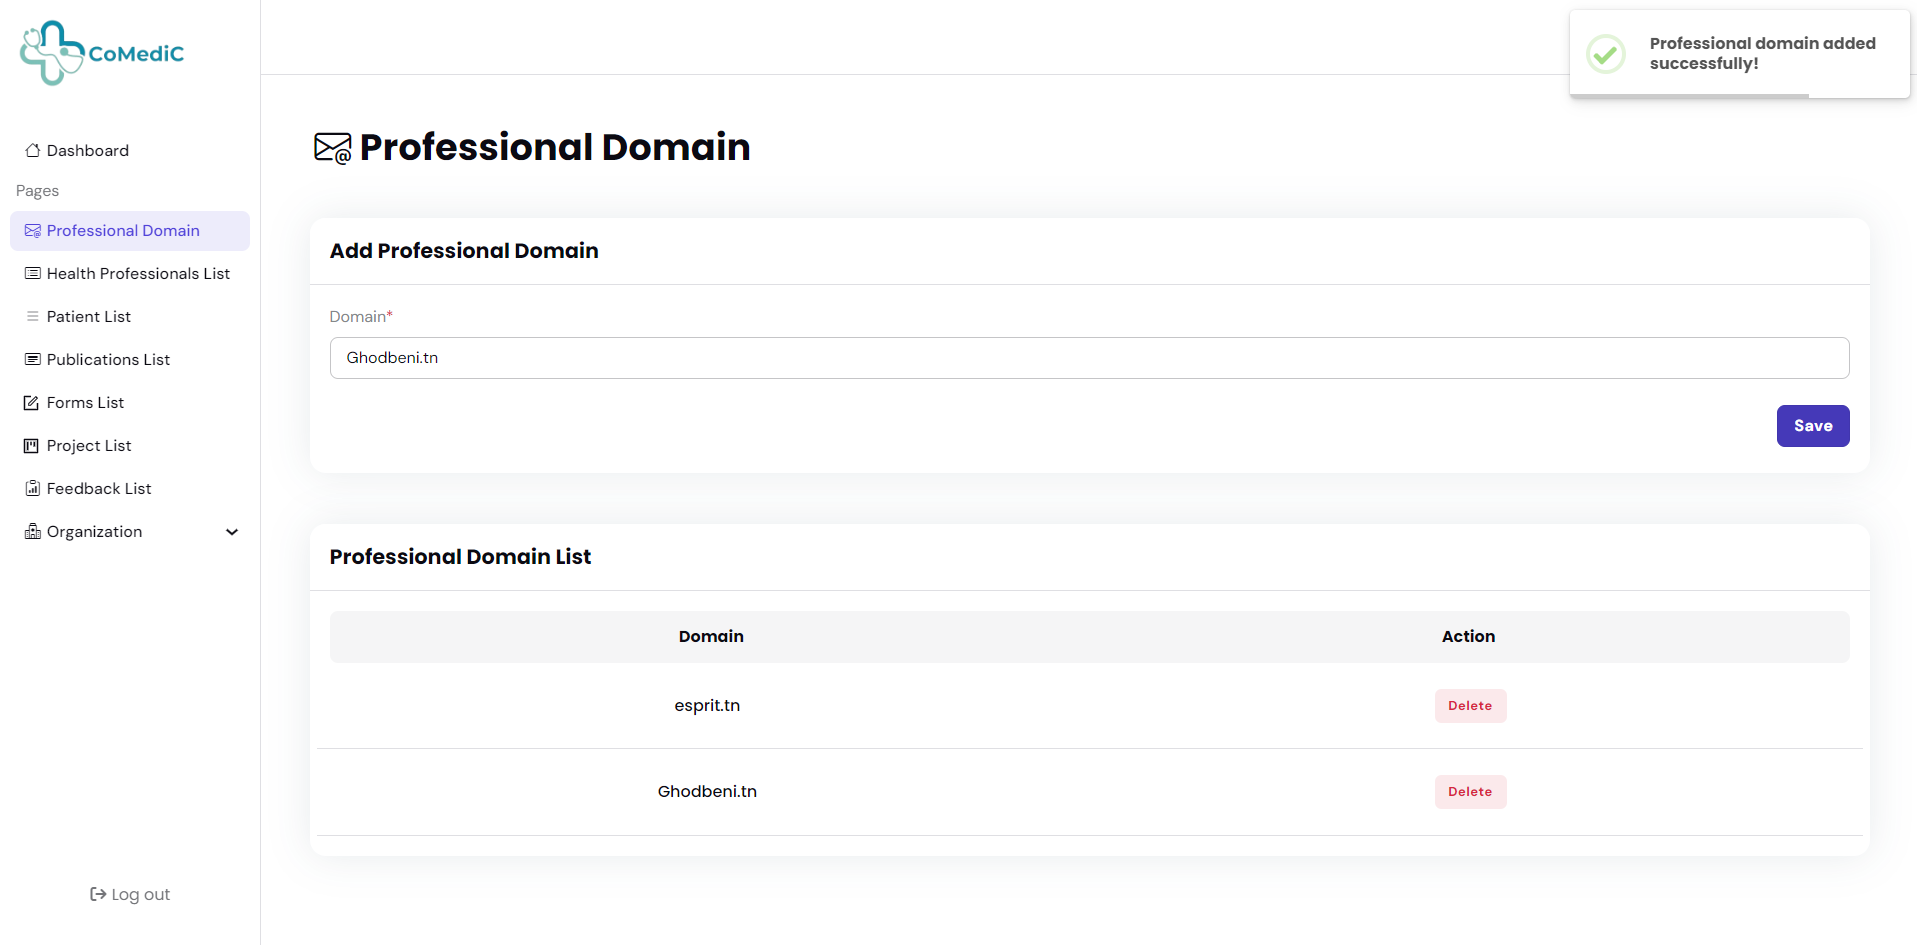 CoMediC
Professional domain added
successfully!
Dashboard
Pages
Professional Domain
Health Professionals List
Patient List
Publications List
Forms List
Project List
Feedback List
Organization
Log out
Professional Domain
Add Professional Domain
Domain*
Ghodbeni.tn
Save
Professional Domain List
Domain Action
esprit.tn Delete
Ghodbeni.tn Delete